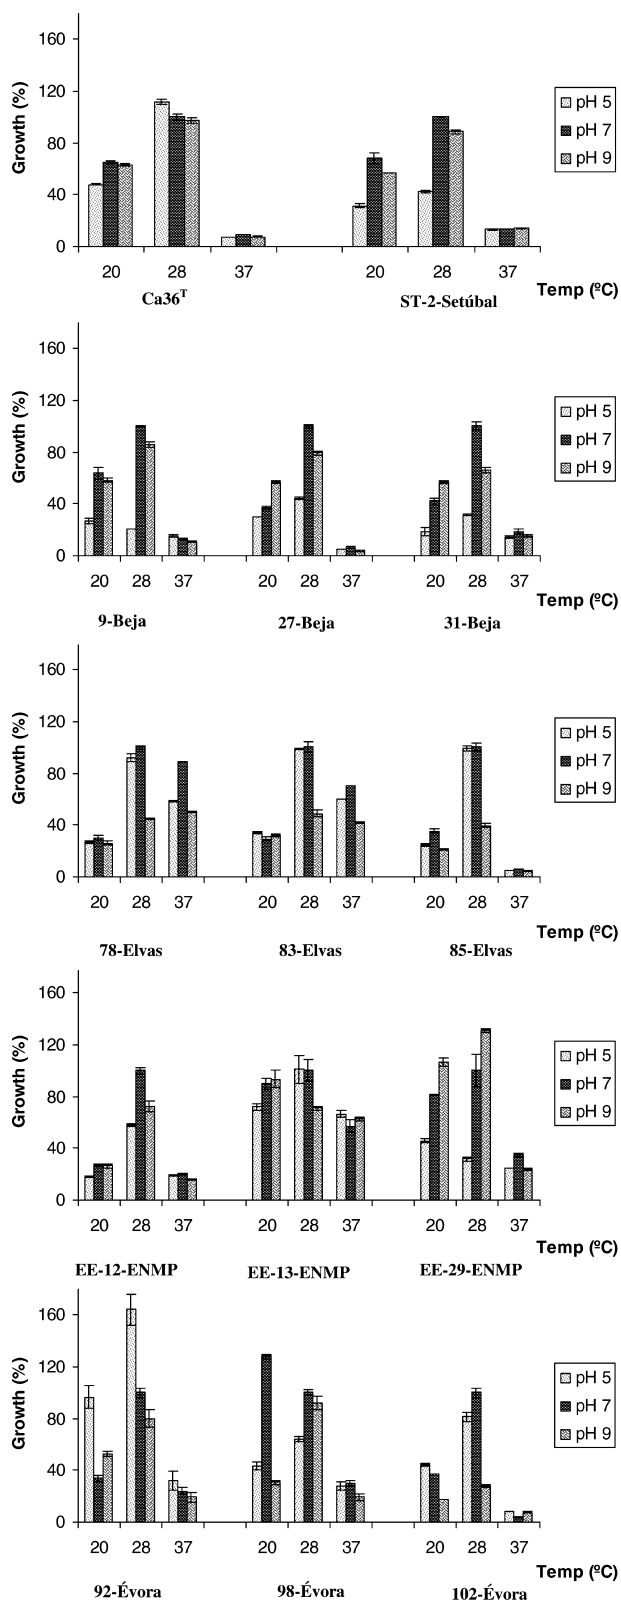 160
120
80
40
0
Growth (%)
pH 5
pH 7
pH 9
20 28 37 20 28 37
Temp (ºC)
Ca36ᵀ ST-2-Setúbal
160
120
80
40
0
Growth (%)
pH 5
pH 7
pH 9
20 28 37 20 28 37 20 28 37
Temp (ºC)
9-Beja 27-Beja 31-Beja
160
120
80
40
0
Growth (%)
pH 5
pH 7
pH 9
20 28 37 20 28 37 20 28 37
Temp (ºC)
78-Elvas 83-Elvas 85-Elvas
160
120
80
40
0
Growth (%)
pH 5
pH 7
pH 9
20 28 37 20 28 37 20 28 37
Temp (ºC)
EE-12-ENMP EE-13-ENMP EE-29-ENMP
160
120
80
40
0
Growth (%)
pH 5
pH 7
pH 9
20 28 37 20 28 37 20 28 37
Temp (ºC)
92-Évora 98-Évora 102-Évora